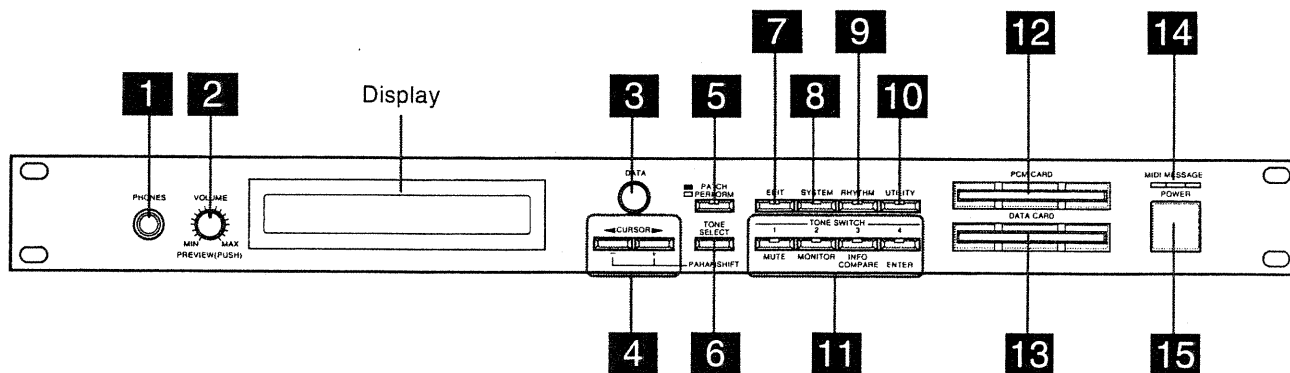 7 9 12 14
1 2 Display 3 5 8 10
DATA
PATCH
PERFORM
EDIT SYSTEM RHYTHM UTILITY
PCM CARD
MIDI MESSAGE
POWER
PHONES VOLUME
MIN MAX
PREVIEW(PUSH)
◄CURSOR►
TONE
SELECT
TONE SWITCH
1 2 3 4
DATA CARD
MUTE MONITOR INFO ENTER
COMPARE
− +
SHIFT
4 6 11 13 15